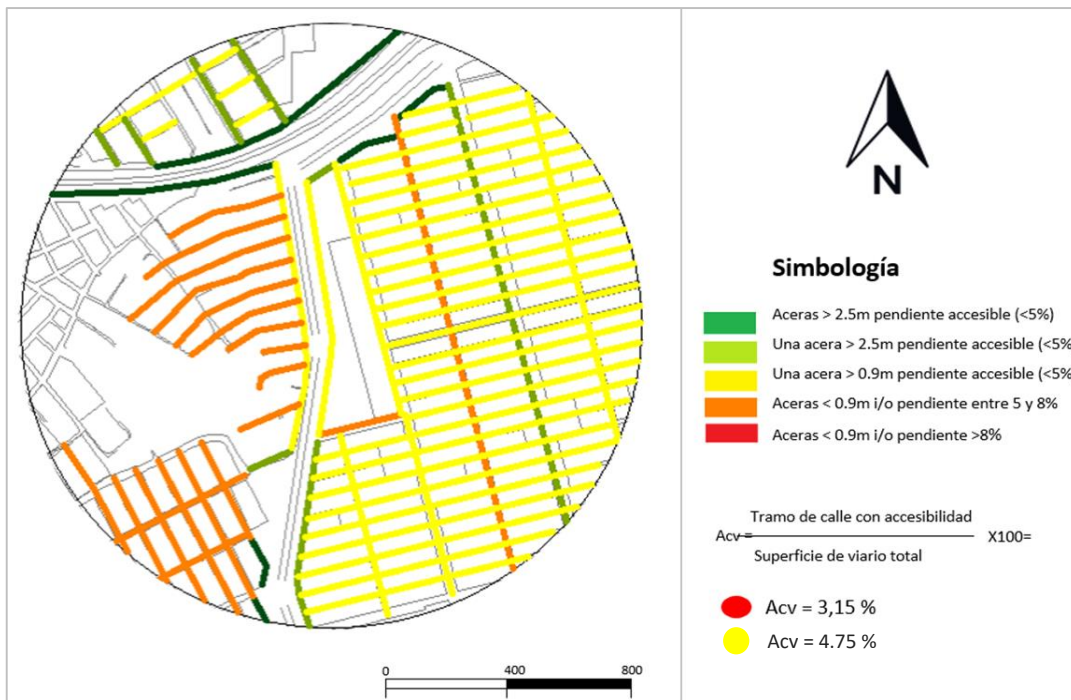 N
Simbología
Aceras > 2.5m pendiente accesible (<5%)
Una acera > 2.5m pendiente accesible (<5%
Una acera > 0.9m pendiente accesible (<5%
Aceras < 0.9m i/o pendiente entre 5 y 8%
Aceras < 0.9m i/o pendiente >8%
Tramo de calle con accesibilidad
Acv = X100=
Superficie de viario total
Acv = 3,15 %
Acv = 4.75 %
0 400 800